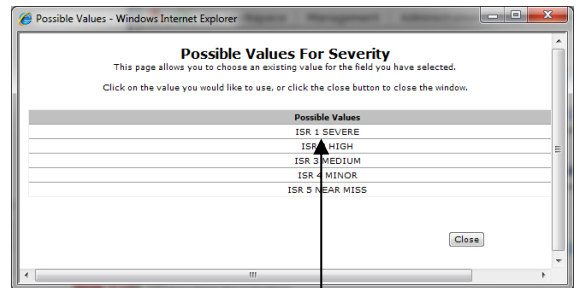 Possible Values - Windows Internet Explorer
Possible Values For Severity
This page allows you to choose an existing value for the field you have selected.
Click on the value you would like to use, or click the close button to close the window.
Possible Values
ISR 1 SEVERE
ISR HIGH
ISR 3 MEDIUM
ISR 4 MINOR
ISR 5 NEAR MISS
Close